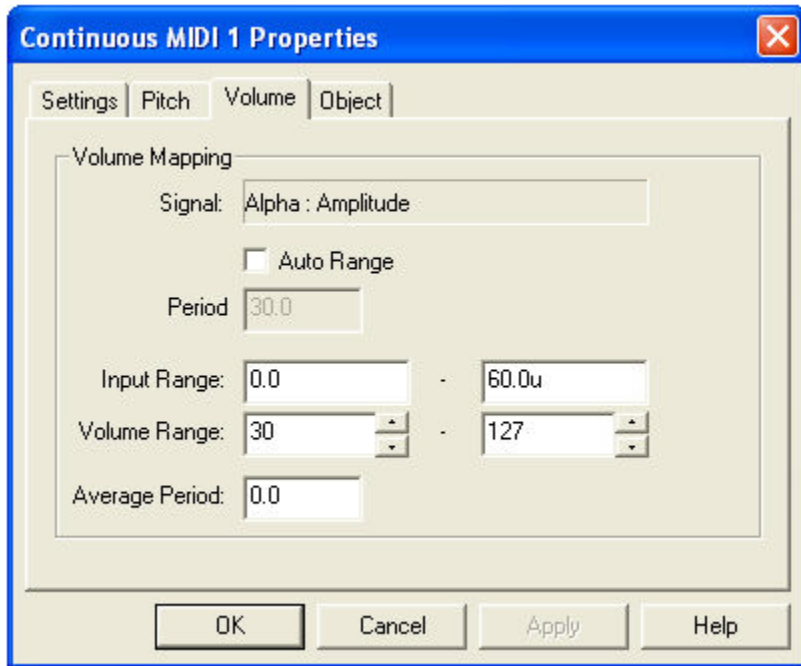 Continuous MIDI 1 Properties
Settings Pitch Volume Object
Volume Mapping
Signal: Alpha : Amplitude
Auto Range
Period 30.0
Input Range: 0.0 - 60.0u
Volume Range: 30 - 127
Average Period: 0.0
OK Cancel Apply Help